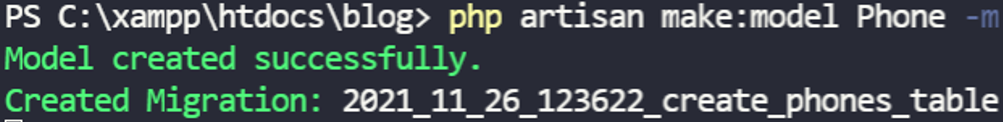 PS C:\xampp\htdocs\blog> php artisan make:model Phone -m
Model created successfully.
Created Migration: 2021_11_26_123622_create_phones_table